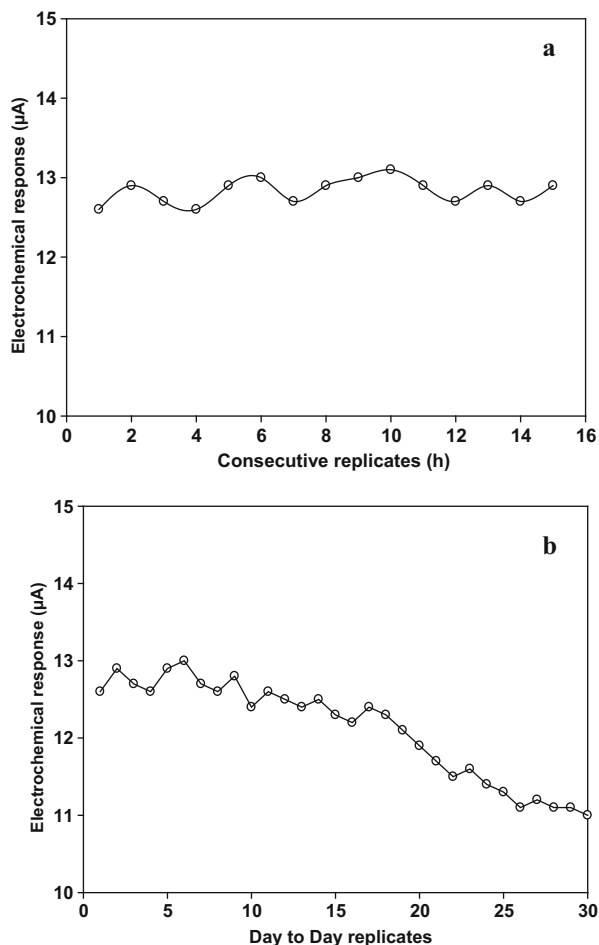 a
15
14
13
12
11
10
Electrochemical response (µA)
0 2 4 6 8 10 12 14 16
Consecutive replicates (h)
b
15
14
13
12
11
10
Electrochemical response (µA)
0 5 10 15 20 25 30
Day to Day replicates